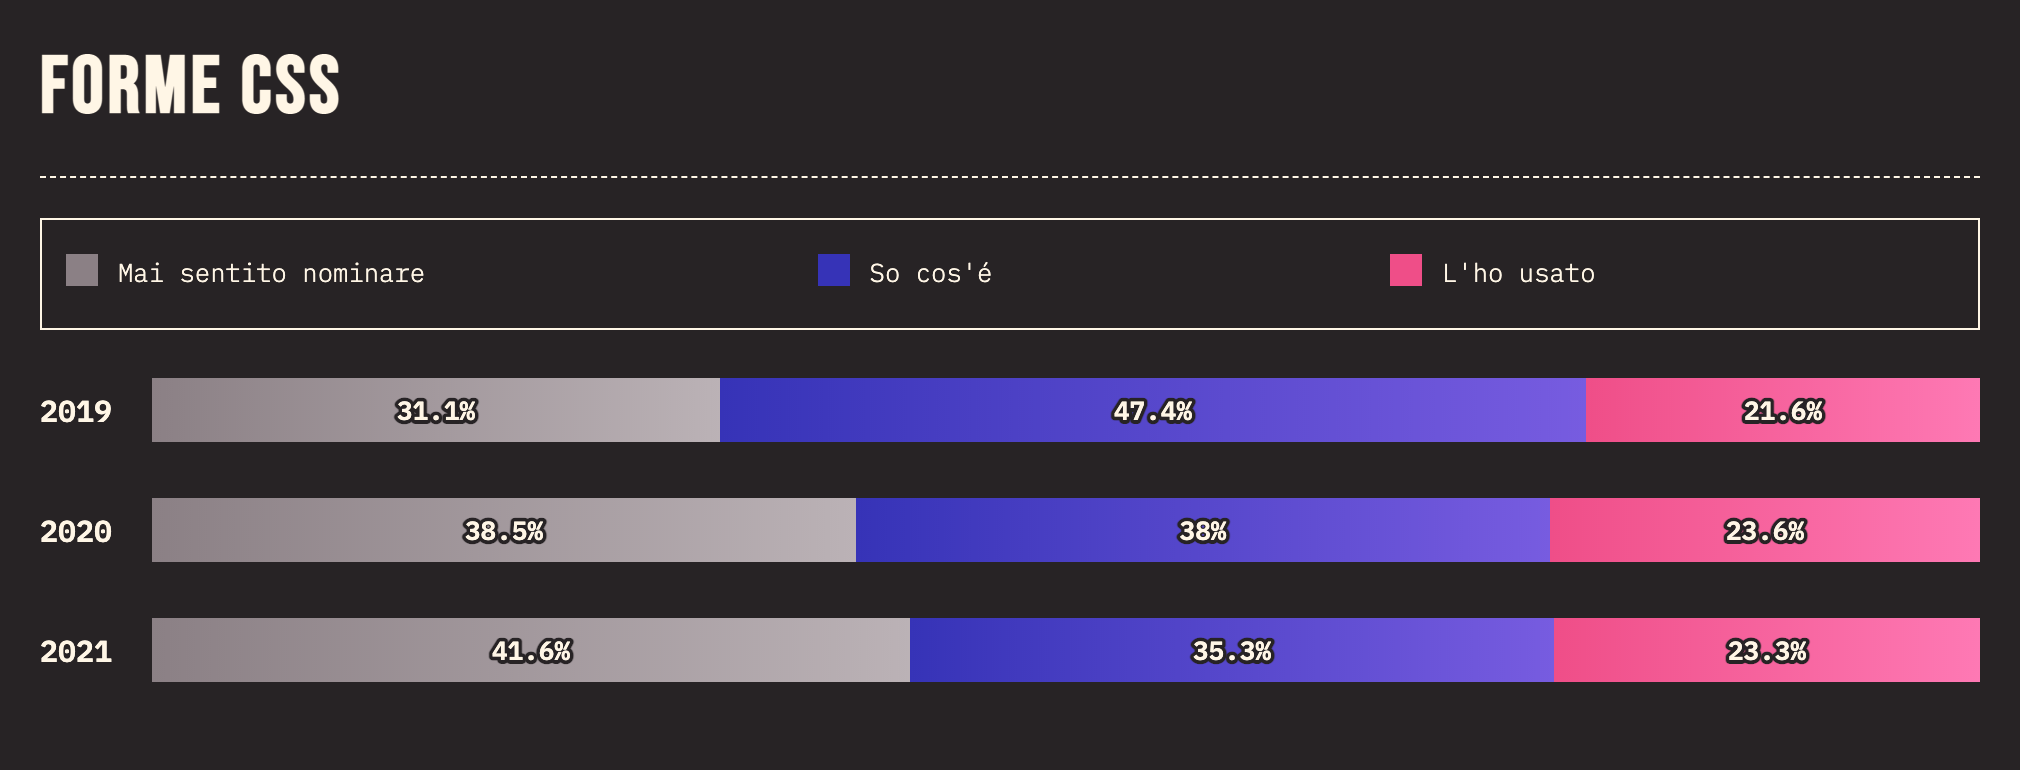 FORME CSS
Mai sentito nominare
So cos'é
L'ho usato
2019 31.1% 47.4% 21.6%
2020 38.5% 38% 23.6%
2021 41.6% 35.3% 23.3%